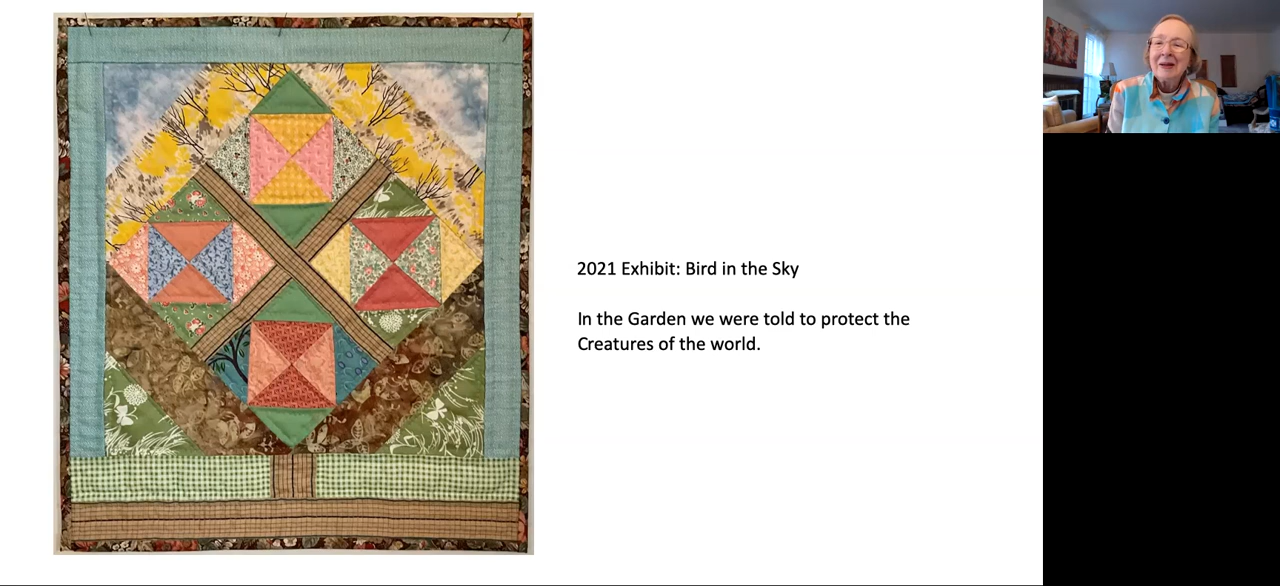 2021 Exhibit: Bird in the Sky
In the Garden we were told to protect the
Creatures of the world.